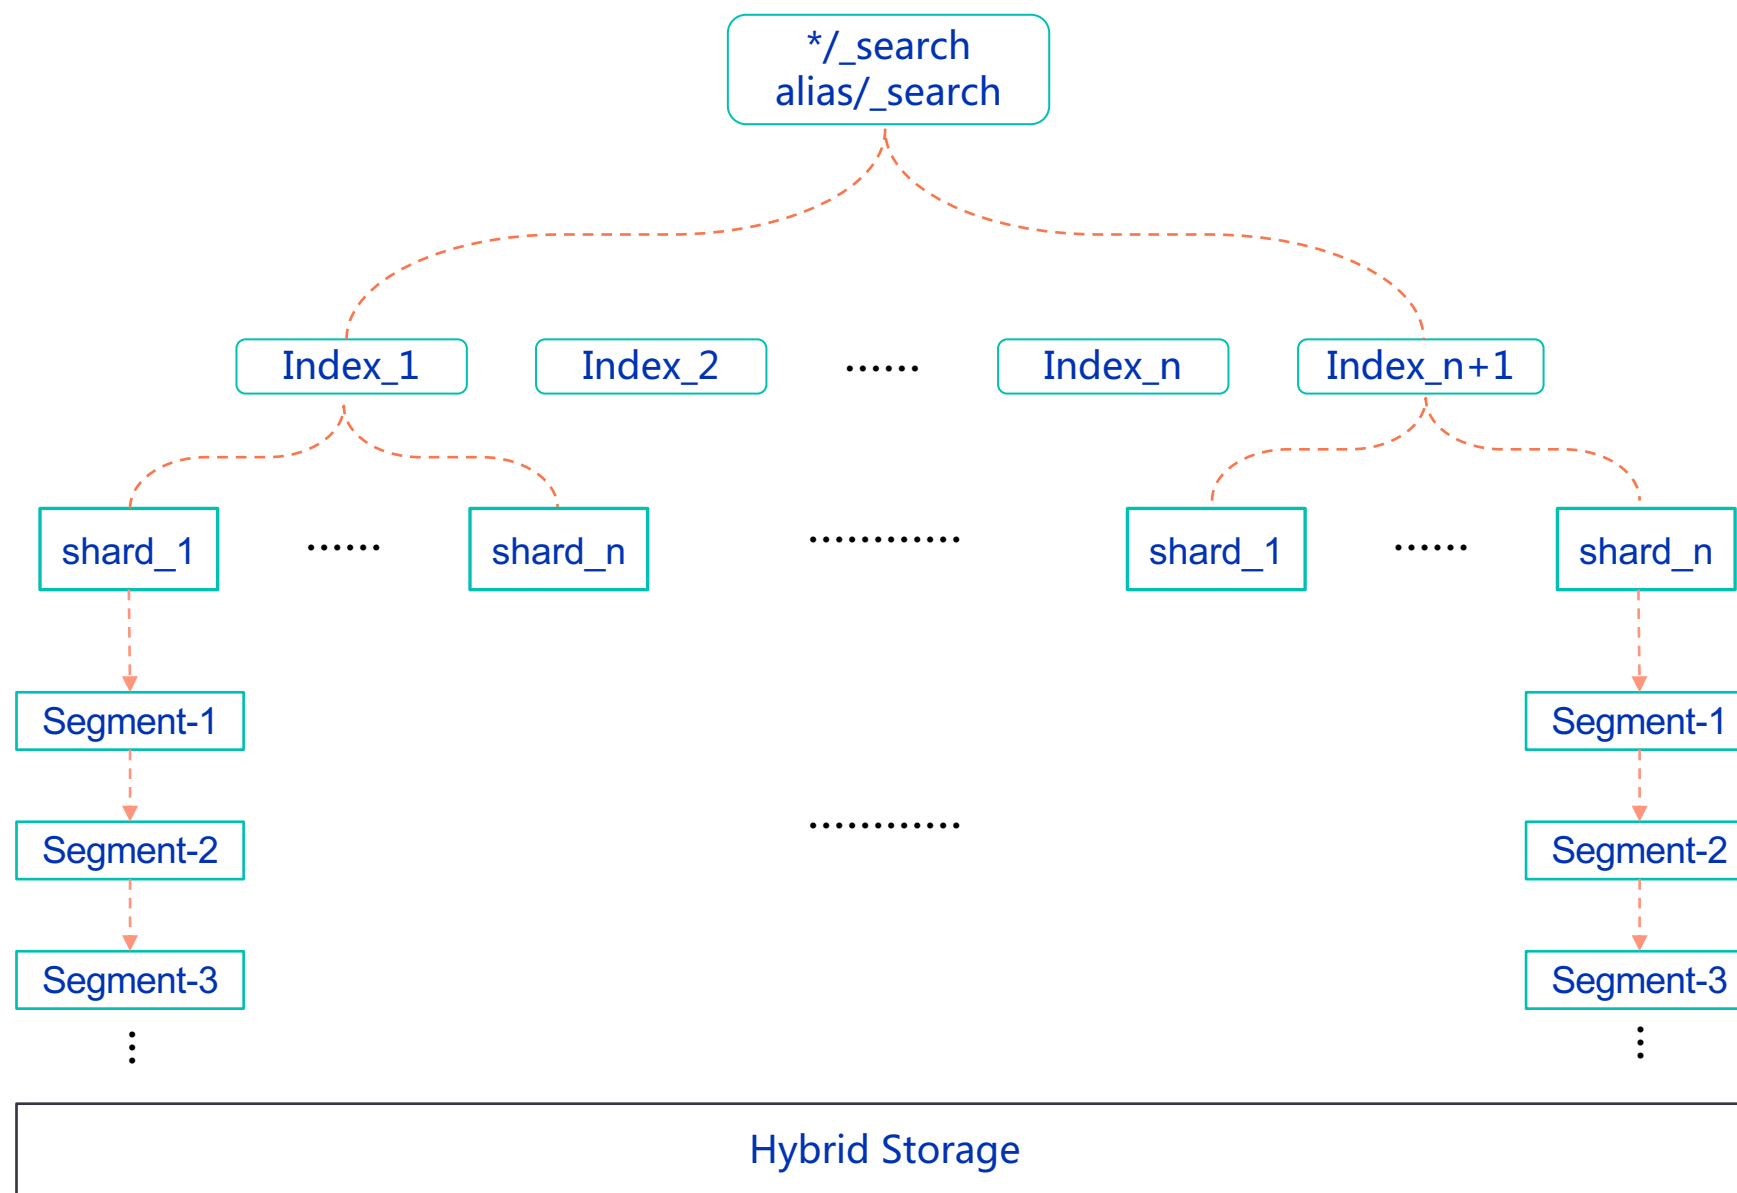 */_search
alias/_search
Index_1
Index_2
......
Index_n
Index_n+1
shard_1
......
shard_n
............
shard_1
......
shard_n
Segment-1
Segment-1
Segment-2
............
Segment-2
Segment-3
Segment-3
...
...
Hybrid Storage